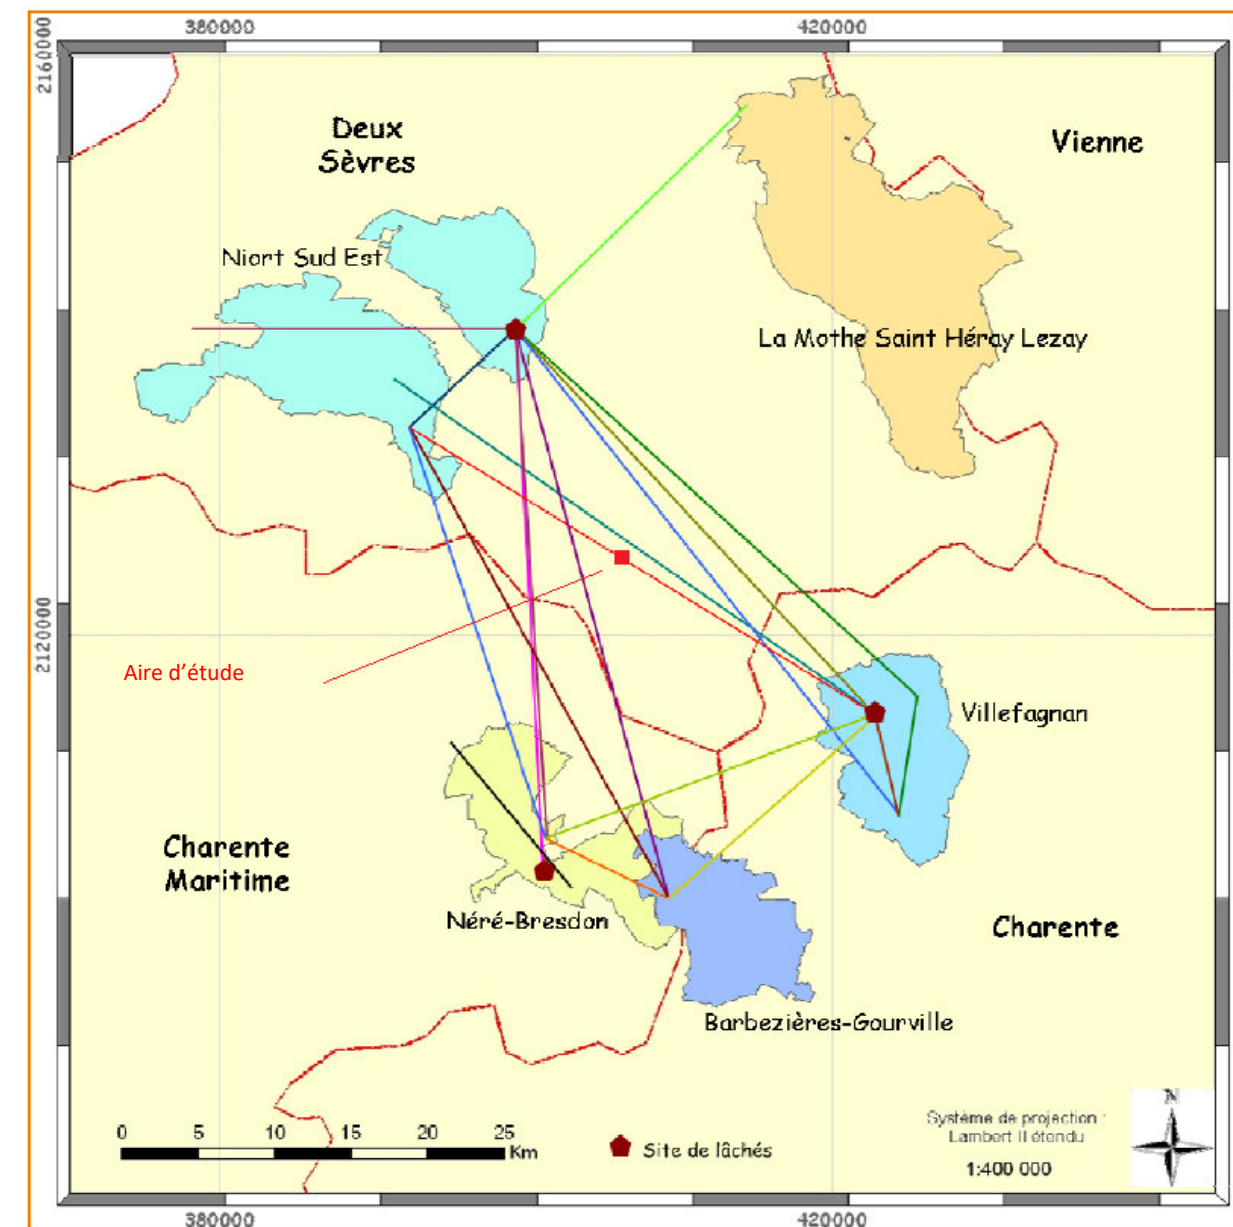 380000
420000
2160000
Deux
Sèvres
Vienne
Niort Sud Est
La Mothe Saint Héray Lezay
2120000
Aire d'étude
Villefagnan
Charente
Maritime
Néré-Bresdon
Charente
Barbezières-Gourville
0 5 10 15 20 25
Km
Site de lâchés
Système de projection :
Lambert II étendu
1:400 000
N
380000
420000